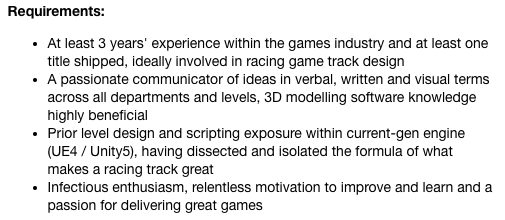 Requirements:
• At least 3 years' experience within the games industry and at least one
title shipped, ideally involved in racing game track design
• A passionate communicator of ideas in verbal, written and visual terms
across all departments and levels, 3D modelling software knowledge
highly beneficial
• Prior level design and scripting exposure within current-gen engine
(UE4 / Unity5), having dissected and isolated the formula of what
makes a racing track great
• Infectious enthusiasm, relentless motivation to improve and learn and a
passion for delivering great games